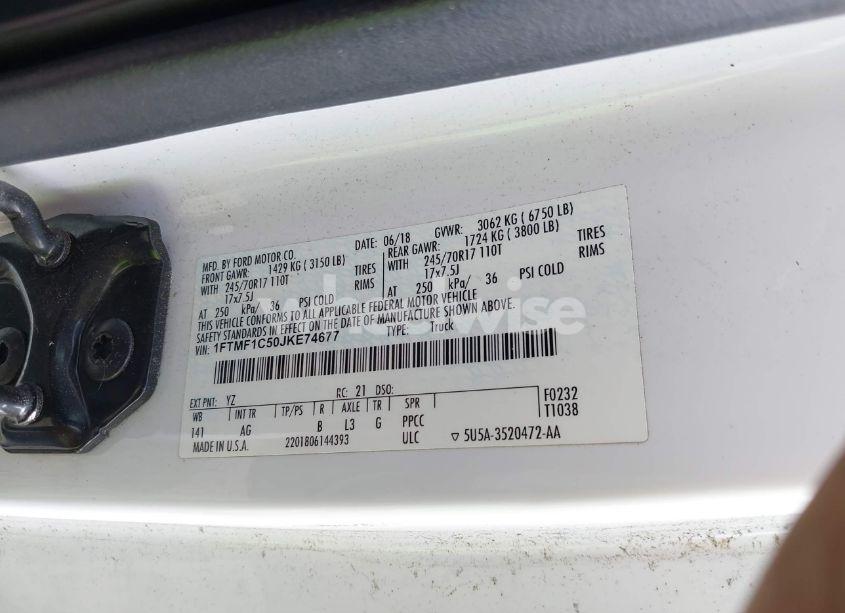 MFD. BY FORD MOTOR CO. DATE: 06/18 GVWR: 3062 KG ( 6750 LB)
FRONT GAWR: 1429 KG ( 3150 LB) REAR GAWR: 1724 KG ( 3800 LB)
WITH 245/70R17 110T TIRES WITH 245/70R17 110T TIRES
17x7.5J RIMS 17x7.5J RIMS
AT 250 kPa/ 36 PSI COLD AT 250 kPa/ 36 PSI COLD
THIS VEHICLE CONFORMS TO ALL APPLICABLE FEDERAL MOTOR VEHICLE
SAFETY STANDARDS IN EFFECT ON THE DATE OF MANUFACTURE SHOWN ABOVE.
VIN: 1FTMF1C50JKE74677 TYPE: Truck
wheelwise
EXT PNT: YZ RC: 21 DSO: F0232
WB INT TR TP/PS R AXLE TR SPR T1038
141 AG B L3 G PPCC
MADE IN U.S.A. 2201806144393 ULC ▽ 5U5A-3520472-AA